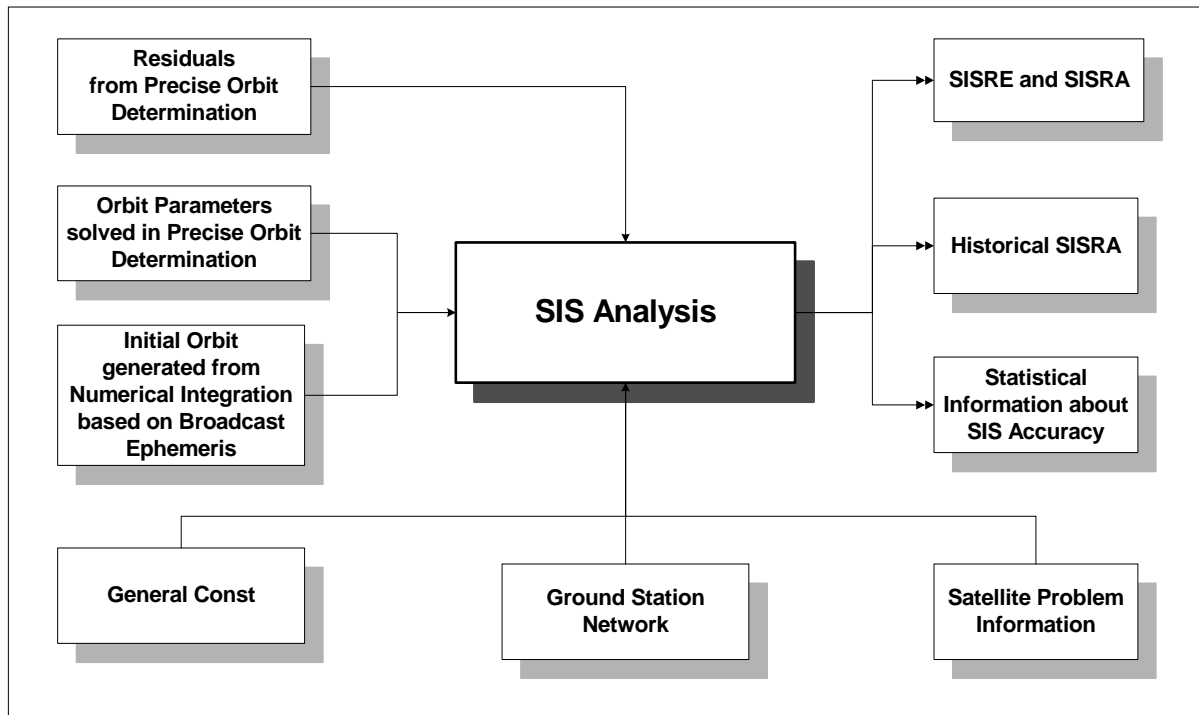 Residuals
from Precise Orbit
Determination
Orbit Parameters
solved in Precise Orbit
Determination
Initial Orbit
generated from
Numerical Integration
based on Broadcast
Ephemeris
SIS Analysis
SISRE and SISRA
Historical SISRA
Statistical
Information about
SIS Accuracy
General Const
Ground Station
Network
Satellite Problem
Information